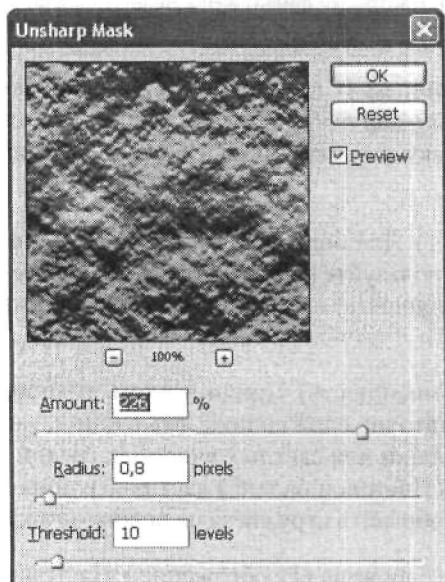 Unsharp Mask
OK
Reset
Preview
100%
Amount: 226 %
Radius: 0,8 pixels
Threshold: 10 levels